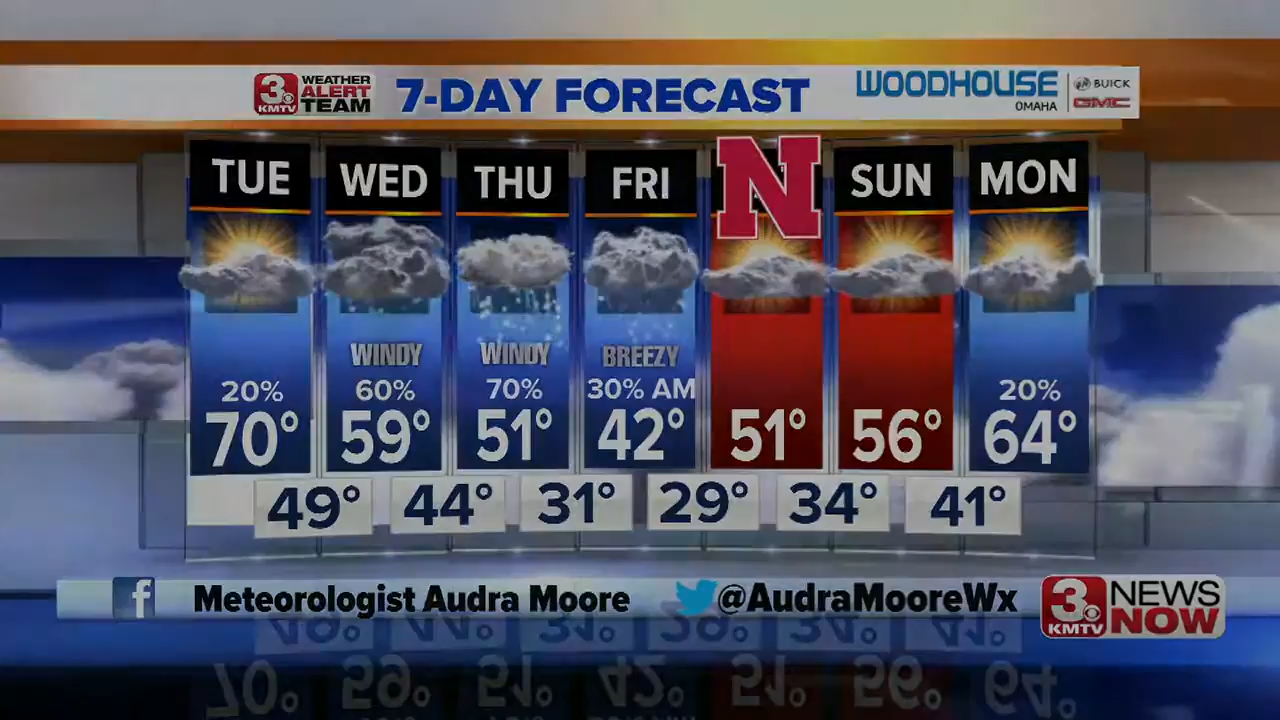 3 KMTV WEATHER ALERT TEAM
7-DAY FORECAST
WOODHOUSE
OMAHA
BUICK
GMC
TUE WED THU FRI N SUN MON
WINDY WINDY BREEZY
20% 60% 70% 30% AM 20%
70° 59° 51° 42° 51° 56° 64°
49° 44° 31° 29° 34° 41°
f Meteorologist Audra Moore @AudraMooreWx
3 KMTV NEWS NOW